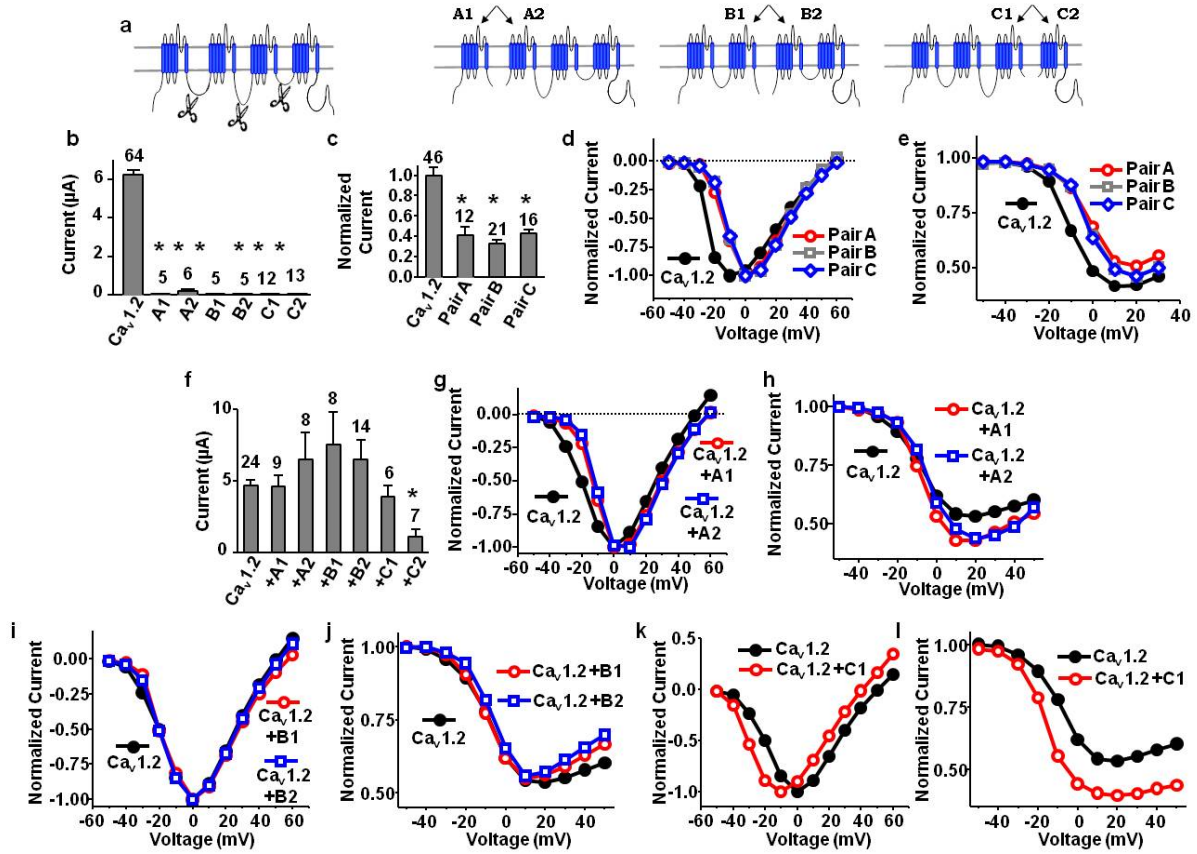 a
A1 A2
B1 B2
C1 C2
b
Current (µA)
6
4
2
0
64
* * * * * *
5 6 5 5 12 13
Cav 1.2 A1 A2 B1 B2 C1 C2
c
Normalized Current
1.0
0.8
0.6
0.4
0.2
0.0
46
* * *
12 21 16
Cav 1.2 Pair A Pair B Pair C
d
Normalized Current
0.00
-0.25
-0.50
-0.75
-1.00
Pair A
Pair B
Pair C
Cav1.2
-60 -40 -20 0 20 40 60
Voltage (mV)
e
Normalized Current
1.00
0.75
0.50
Pair A
Pair B
Pair C
Cav1.2
-40 -20 0 20 40
Voltage (mV)
f
Current (µA)
10
5
0
24 9 8 8 14 6 * 7
Cav 1.2 +A1 +A2 +B1 +B2 +C1 +C2
g
Normalized Current
0.00
-0.25
-0.50
-0.75
-1.00
Cav1.2
Cav1.2
+A1
Cav1.2
+A2
-60 -40 -20 0 20 40 60
Voltage (mV)
h
Normalized Current
1.00
0.75
0.50
Cav1.2
+A1
Cav1.2
+A2
Cav1.2
-40 -20 0 20 40
Voltage (mV)
i
Normalized Current
0.00
-0.25
-0.50
-0.75
-1.00
Cav1.2
Cav1.2
+B1
Cav1.2
+B2
-60 -40 -20 0 20 40 60
Voltage (mV)
j
Normalized Current
1.00
0.75
0.50
Cav1.2+B1
Cav1.2+B2
Cav1.2
-40 -20 0 20 40
Voltage (mV)
k
Normalized Current
0.5
0.0
-0.5
-1.0
Cav1.2
Cav1.2+C1
-60 -40 -20 0 20 40 60
Voltage (mV)
l
Normalized Current
1.00
0.75
0.50
Cav1.2
Cav1.2+C1
-40 -20 0 20 40
Voltage (mV)